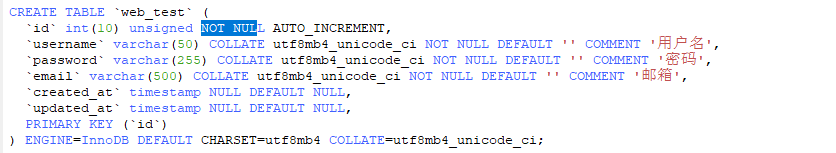 CREATE TABLE `web_test` (
`id` int(10) unsigned NOT NULL AUTO_INCREMENT,
`username` varchar(50) COLLATE utf8mb4_unicode_ci NOT NULL DEFAULT '' COMMENT '用户名',
`password` varchar(255) COLLATE utf8mb4_unicode_ci NOT NULL DEFAULT '' COMMENT '密码',
`email` varchar(500) COLLATE utf8mb4_unicode_ci NOT NULL DEFAULT '' COMMENT '邮箱',
`created_at` timestamp NULL DEFAULT NULL,
`updated_at` timestamp NULL DEFAULT NULL,
PRIMARY KEY (`id`)
) ENGINE=InnoDB DEFAULT CHARSET=utf8mb4 COLLATE=utf8mb4_unicode_ci;